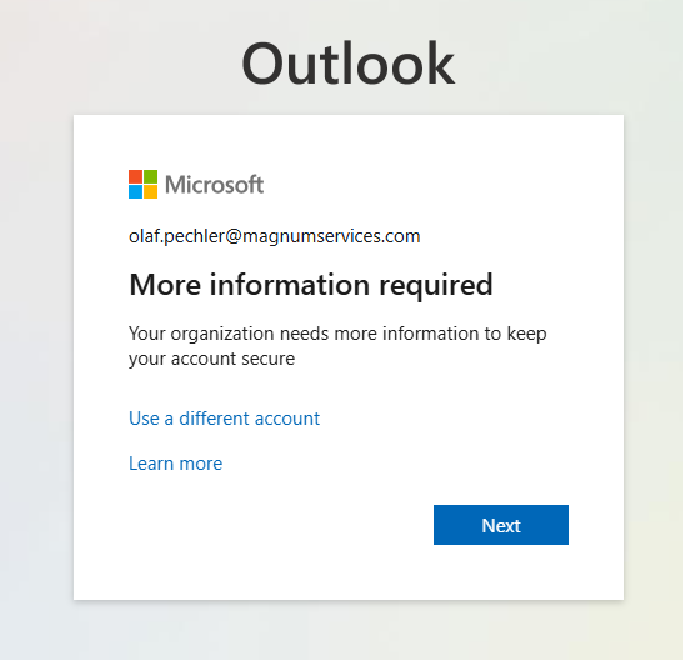 Outlook
Microsoft
olaf.pechler@magnumservices.com
More information required
Your organization needs more information to keep
your account secure
Use a different account
Learn more
Next